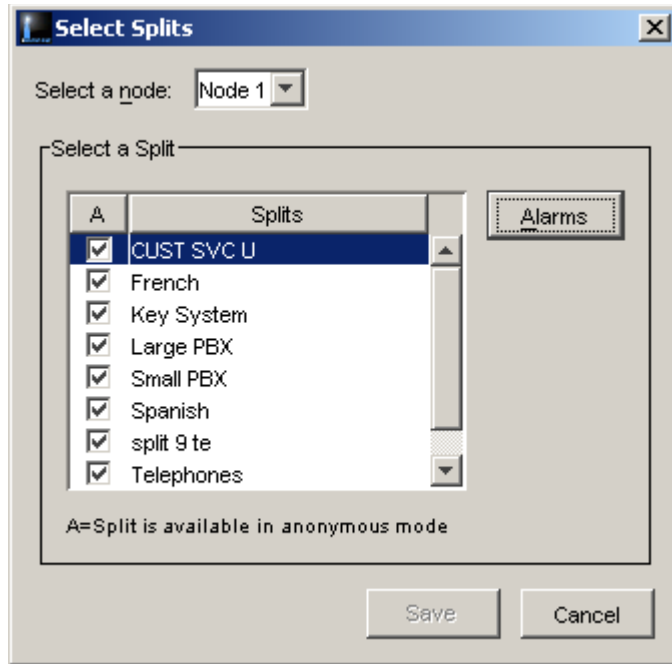 Select Splits
Select a node: Node 1
Select a Split
A Splits
CUST SVC U
French
Key System
Large PBX
Small PBX
Spanish
split 9 te
Telephones
Alarms
A=Split is available in anonymous mode
Save Cancel